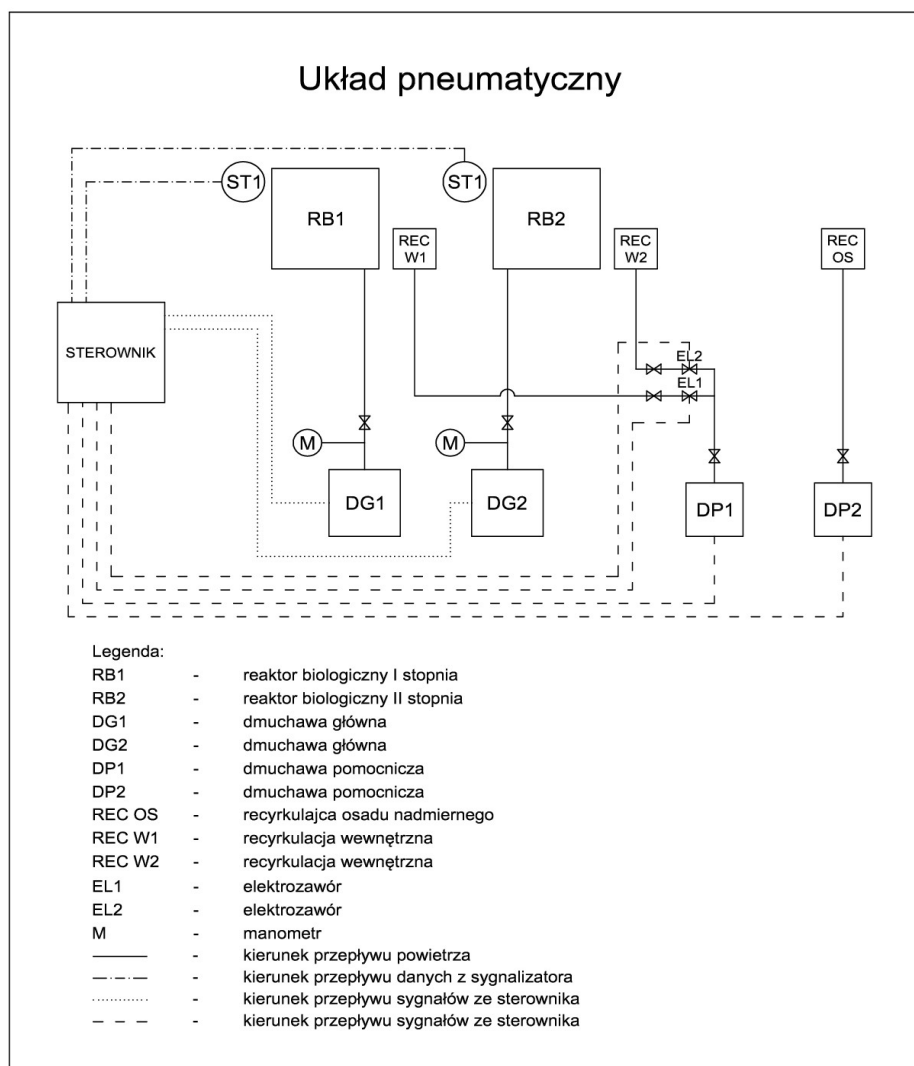 Układ pneumatyczny
ST1
ST1
RB1
RB2
REC
W1
REC
W2
REC
OS
STEROWNIK
EL2
EL1
M
M
DG1
DG2
DP1
DP2
Legenda:
RB1 - reaktor biologiczny I stopnia
RB2 - reaktor biologiczny II stopnia
DG1 - dmuchawa główna
DG2 - dmuchawa główna
DP1 - dmuchawa pomocnicza
DP2 - dmuchawa pomocnicza
REC OS - recyrkulajca osadu nadmiernego
REC W1 - recyrkulacja wewnętrzna
REC W2 - recyrkulacja wewnętrzna
EL1 - elektrozawór
EL2 - elektrozawór
M - manometr
- kierunek przepływu powietrza
- kierunek przepływu danych z sygnalizatora
- kierunek przepływu sygnałów ze sterownika
- kierunek przepływu sygnałów ze sterownika